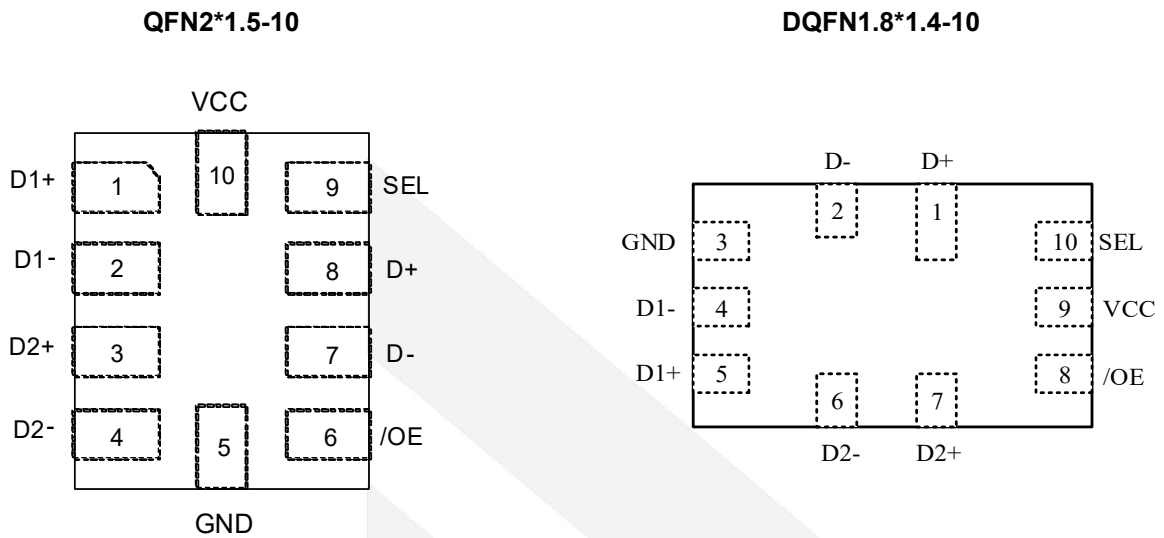 QFN2*1.5-10
VCC
D1+ 1 10 9 SEL
D1- 2 8 D+
D2+ 3 7 D-
D2- 4 5 6 /OE
GND
DQFN1.8*1.4-10
D- D+
2 1
GND 3 10 SEL
D1- 4 9 VCC
D1+ 5 8 /OE
6 7
D2- D2+